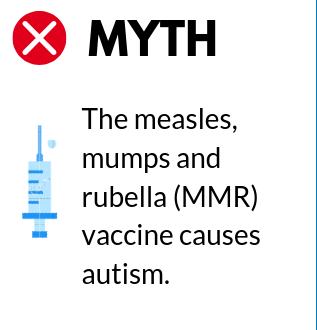 MYTH
The measles,
mumps and
rubella (MMR)
vaccine causes
autism.